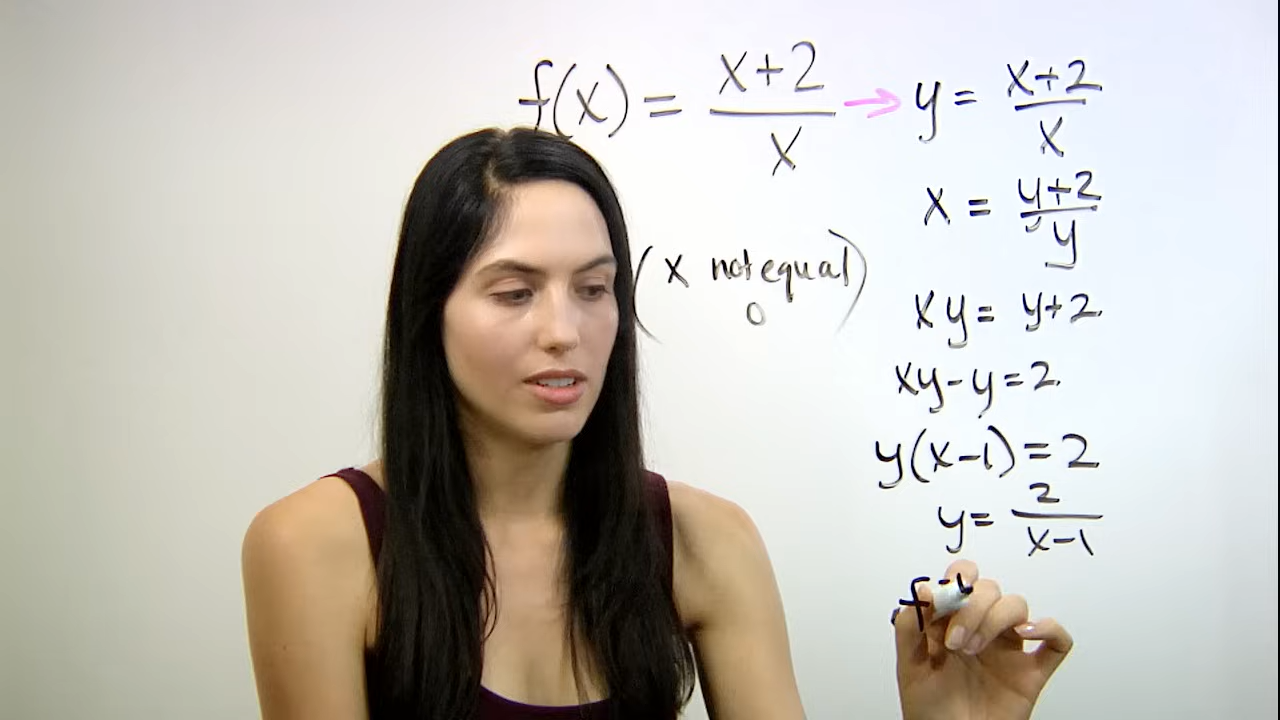 f(x) = x+2 / x → y = x+2 / x
x = y+2 / y
(x not equal 0)
xy = y+2
xy-y=2
y(x-1) = 2
y = 2 / x-1
f⁻¹